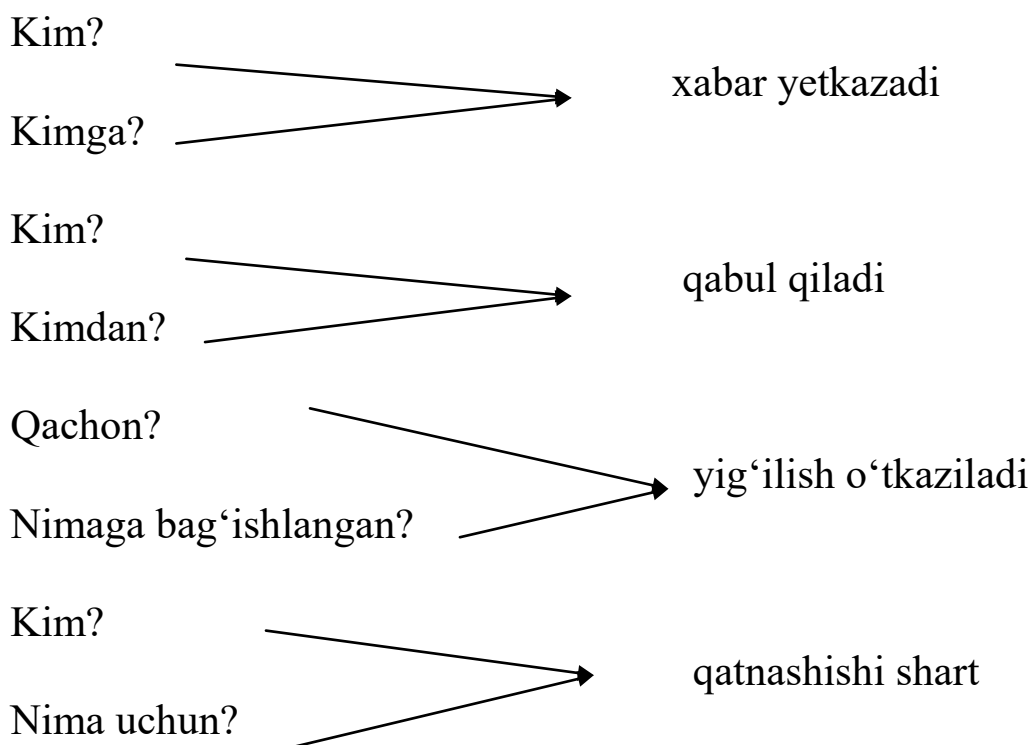 Kim?
xabar yetkazadi
Kimga?
Kim?
qabul qiladi
Kimdan?
Qachon?
yig‘ilish o‘tkaziladi
Nimaga bag‘ishlangan?
Kim?
qatnashishi shart
Nima uchun?